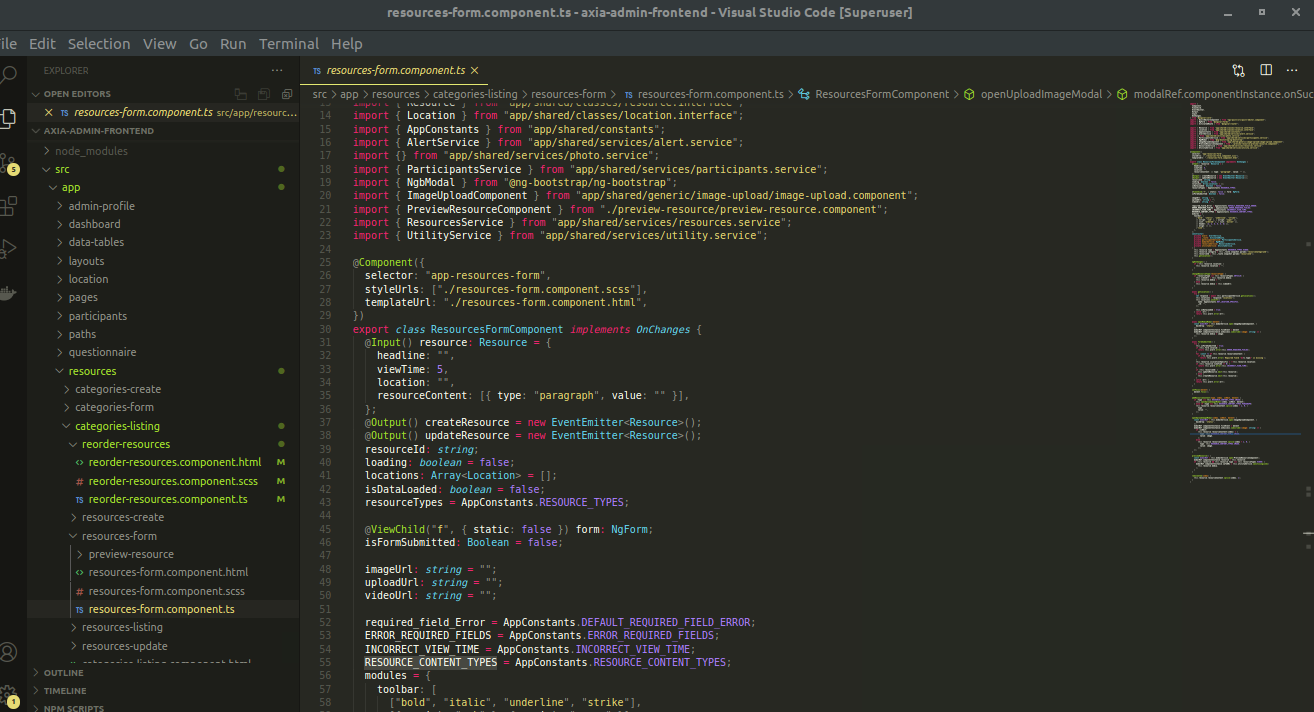 resources-form.component.ts - axia-admin-frontend - Visual Studio Code [Superuser]
ile Edit Selection View Go Run Terminal Help
EXPLORER
OPEN EDITORS
TS resources-form.component.ts src/app/resourc...
AXIA-ADMIN-FRONTEND
node_modules
src
app
admin-profile
dashboard
data-tables
layouts
location
pages
participants
paths
questionnaire
resources
categories-create
categories-form
categories-listing
reorder-resources
reorder-resources.component.html M
reorder-resources.component.scss M
TS reorder-resources.component.ts M
resources-create
resources-form
preview-resource
resources-form.component.html
resources-form.component.scss
TS resources-form.component.ts
resources-listing
resources-update
categories-listing.component.html
OUTLINE
TIMELINE
NPM SCRIPTS
5
1
TS resources-form.component.ts
src > app > resources > categories-listing > resources-form > TS resources-form.component.ts > ResourcesFormComponent > openUploadImageModal > modalRef.componentInstance.onSuc
13 import { Resource } from "app/shared/classes/resource.interface";
14 import { Location } from "app/shared/classes/location.interface";
15 import { AppConstants } from "app/shared/constants";
16 import { AlertService } from "app/shared/services/alert.service";
17 import {} from "app/shared/services/photo.service";
18 import { ParticipantsService } from "app/shared/services/participants.service";
19 import { NgbModal } from "@ng-bootstrap/ng-bootstrap";
20 import { ImageUploadComponent } from "app/shared/generic/image-upload/image-upload.component";
21 import { PreviewResourceComponent } from "./preview-resource/preview-resource.component";
22 import { ResourcesService } from "app/shared/services/resources.service";
23 import { UtilityService } from "app/shared/services/utility.service";
24
25 @Component({
26 selector: "app-resources-form",
27 styleUrls: ["./resources-form.component.scss"],
28 templateUrl: "./resources-form.component.html",
29 })
30 export class ResourcesFormComponent implements OnChanges {
31 @Input() resource: Resource = {
32 headline: "",
33 viewTime: 5,
34 location: "",
35 resourceContent: [{ type: "paragraph", value: "" }],
36 };
37 @Output() createResource = new EventEmitter<Resource>();
38 @Output() updateResource = new EventEmitter<Resource>();
39 resourceId: string;
40 loading: boolean = false;
41 locations: Array<Location> = [];
42 isDataLoaded: boolean = false;
43 resourceTypes = AppConstants.RESOURCE_TYPES;
44
45 @ViewChild("f", { static: false }) form: NgForm;
46 isFormSubmitted: Boolean = false;
47
48 imageUrl: string = "";
49 uploadUrl: string = "";
50 videoUrl: string = "";
51
52 required_field_Error = AppConstants.DEFAULT_REQUIRED_FIELD_ERROR;
53 ERROR_REQUIRED_FIELDS = AppConstants.ERROR_REQUIRED_FIELDS;
54 INCORRECT_VIEW_TIME = AppConstants.INCORRECT_VIEW_TIME;
55 RESOURCE_CONTENT_TYPES = AppConstants.RESOURCE_CONTENT_TYPES;
56 modules = {
57 toolbar: [
58 ["bold", "italic", "underline", "strike"],